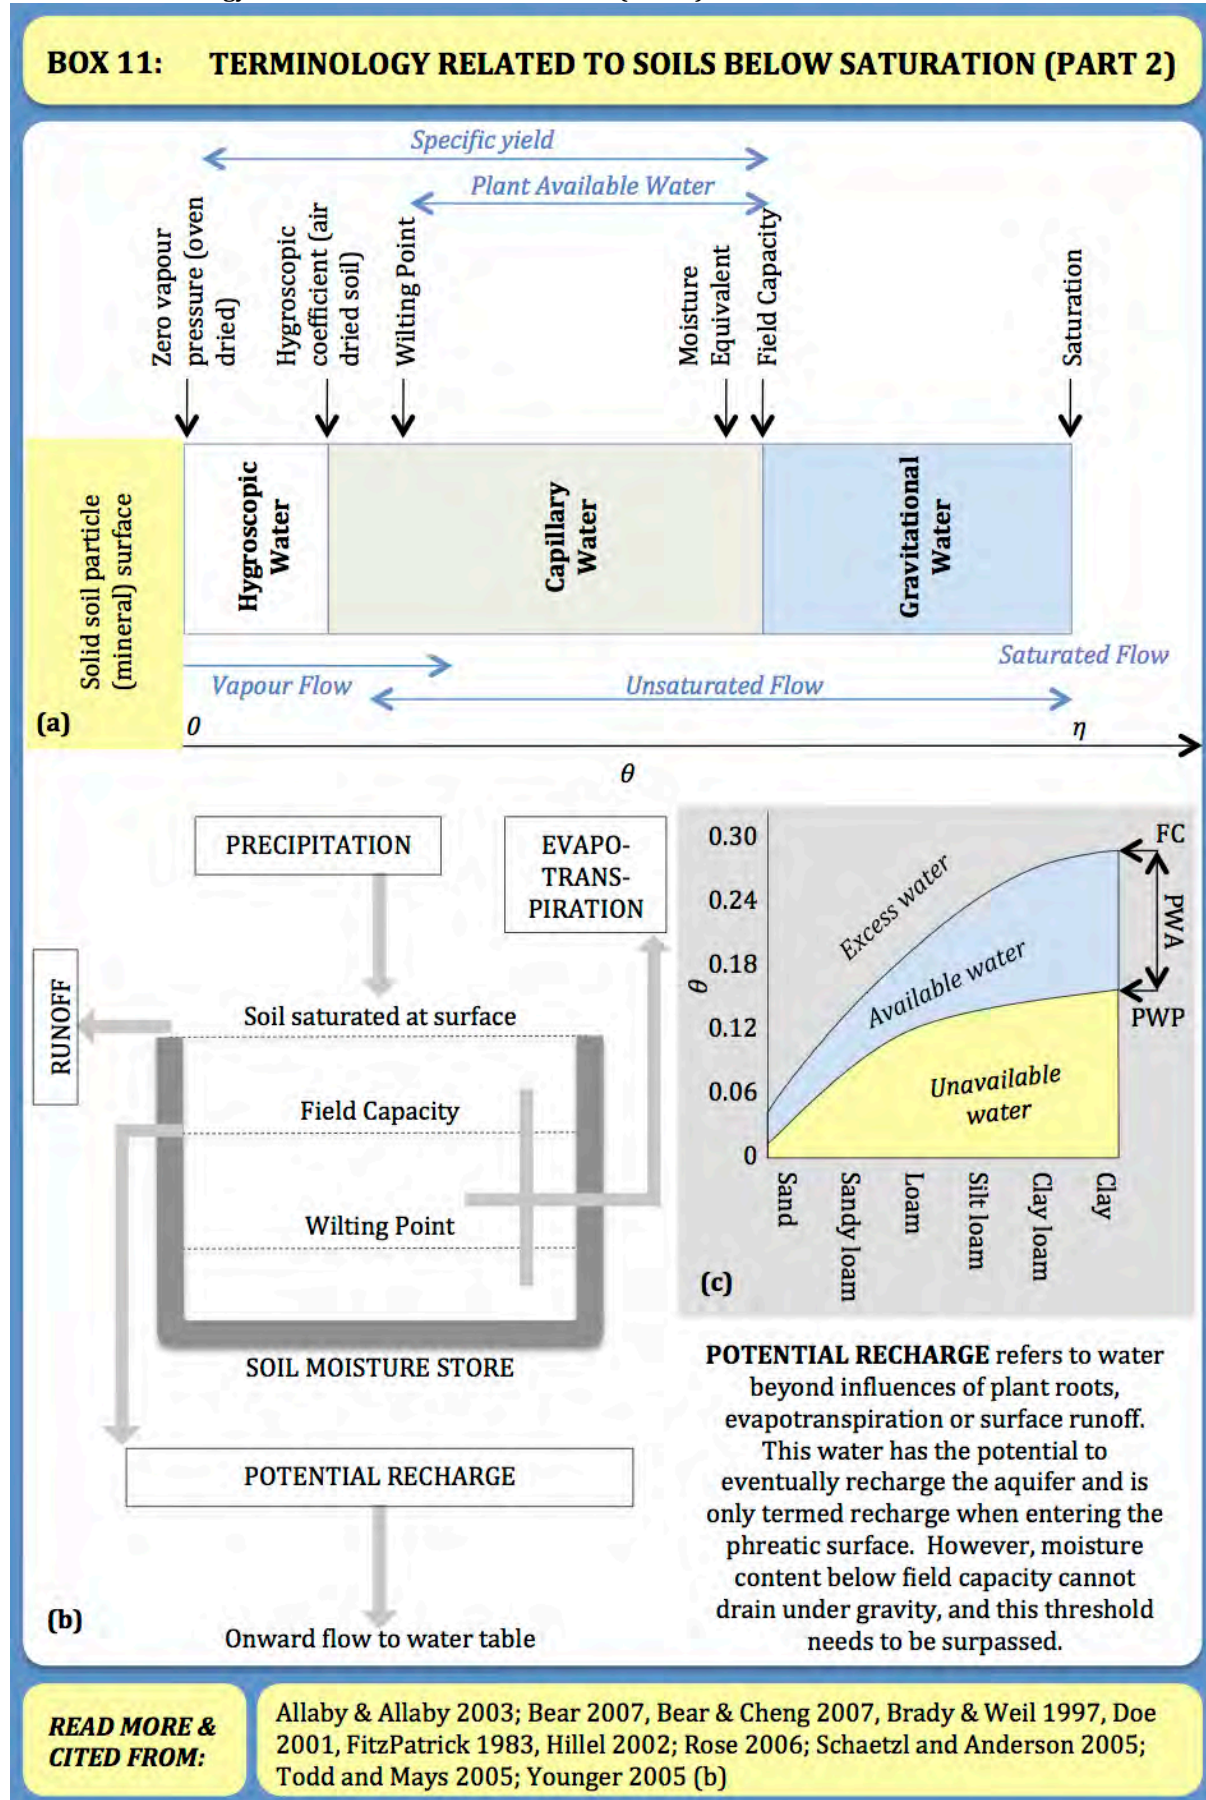 BOX 11: TERMINOLOGY RELATED TO SOILS BELOW SATURATION (PART 2)
Specific yield
Plant Available Water
Zero vapour
pressure (oven
dried)
Hygroscopic
coefficient (air
dried soil)
Wilting Point
Moisture
Equivalent
Field Capacity
Saturation
Solid soil particle
(mineral) surface
Hygroscopic
Water
Capillary
Water
Gravitational
Water
Saturated Flow
Vapour Flow
Unsaturated Flow
(a)
0
η
θ
PRECIPITATION
EVAPO-
TRANS-
PIRATION
RUNOFF
Soil saturated at surface
Field Capacity
Wilting Point
SOIL MOISTURE STORE
POTENTIAL RECHARGE
(b)
Onward flow to water table
0.30
0.24
0.18
0.12
0.06
0
θ
Excess water
Available water
Unavailable
water
FC
PWA
PWP
Sand
Sandy loam
Loam
Silt loam
Clay loam
Clay
(c)
POTENTIAL RECHARGE refers to water
beyond influences of plant roots,
evapotranspiration or surface runoff.
This water has the potential to
eventually recharge the aquifer and is
only termed recharge when entering the
phreatic surface. However, moisture
content below field capacity cannot
drain under gravity, and this threshold
needs to be surpassed.
READ MORE &
CITED FROM:
Allaby & Allaby 2003; Bear 2007, Bear & Cheng 2007, Brady & Weil 1997, Doe
2001, FitzPatrick 1983, Hillel 2002; Rose 2006; Schaetzl and Anderson 2005;
Todd and Mays 2005; Younger 2005 (b)